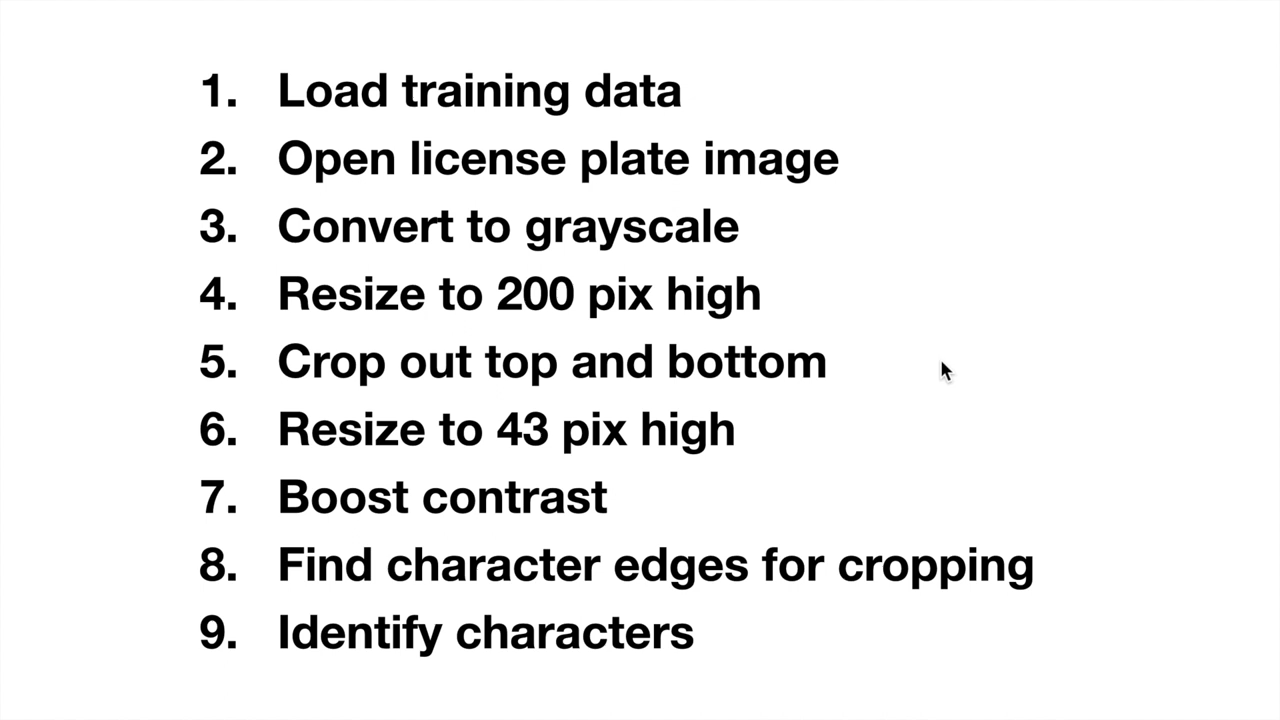 1. Load training data
2. Open license plate image
3. Convert to grayscale
4. Resize to 200 pix high
5. Crop out top and bottom
6. Resize to 43 pix high
7. Boost contrast
8. Find character edges for cropping
9. Identify characters